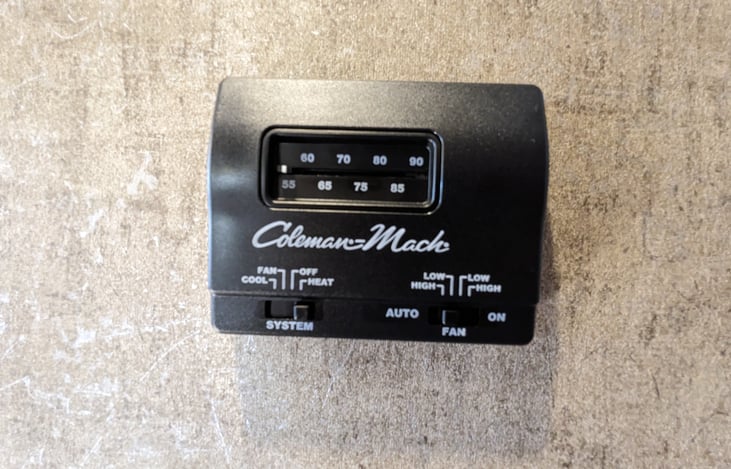 60 70 80 90
55 65 75 85
Coleman-Mach
FAN OFF LOW LOW
COOL HEAT HIGH HIGH
AUTO ON
SYSTEM FAN